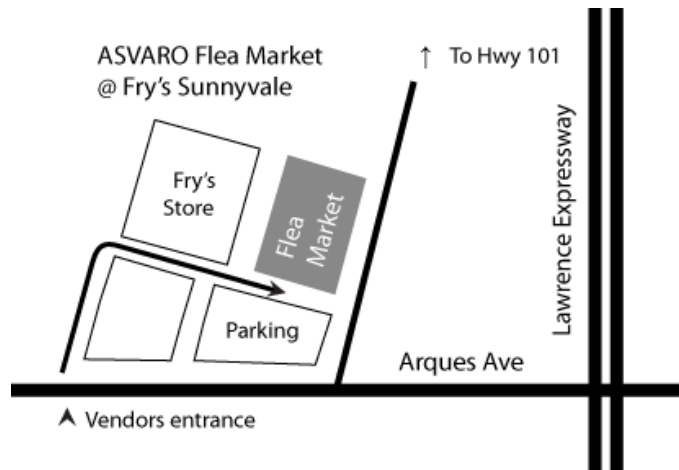 ASVARO Flea Market
@ Fry's Sunnyvale
↑ To Hwy 101
Lawrence Expressway
Fry's
Store
Flea
Market
Parking
Arques Ave
Vendors entrance